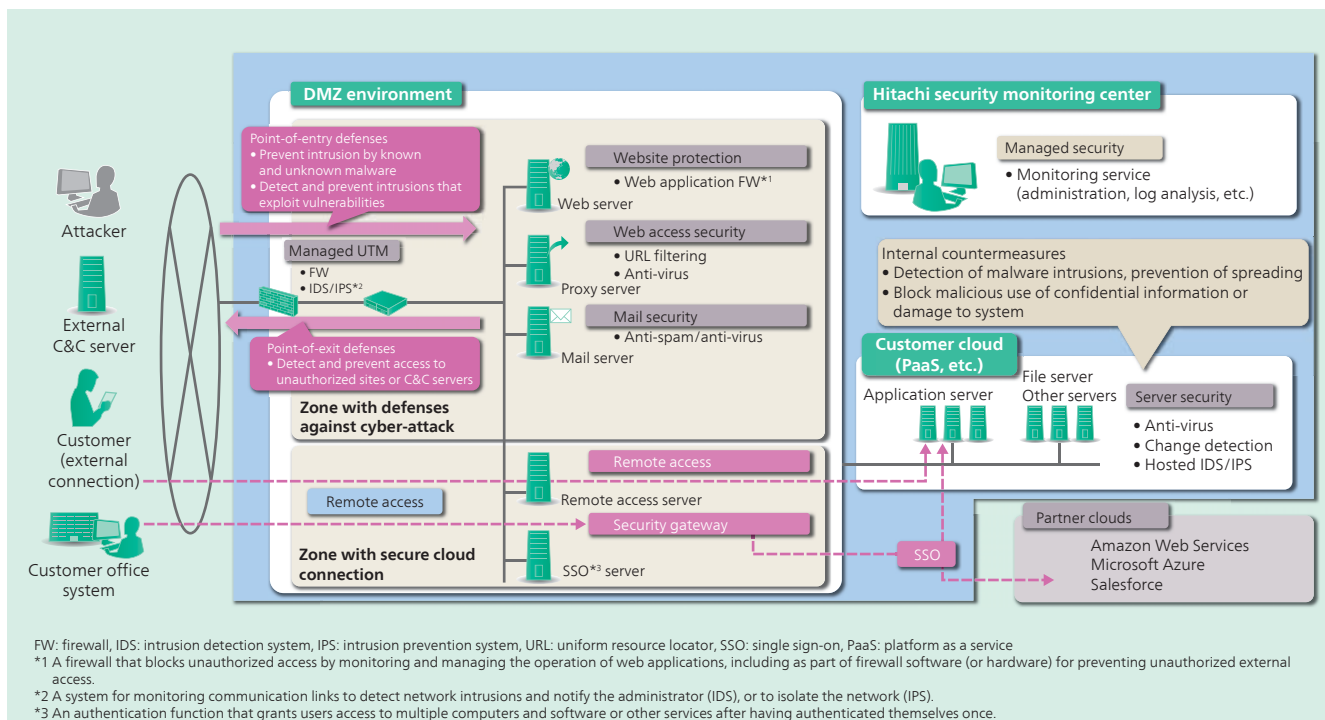 DMZ environment
Hitachi security monitoring center
Point-of-entry defenses
• Prevent intrusion by known
and unknown malware
• Detect and prevent intrusions that
exploit vulnerabilities
Website protection
• Web application FW*1
Web server
Managed security
• Monitoring service
(administration, log analysis, etc.)
Attacker
Managed UTM
• FW
• IDS/IPS*2
Web access security
• URL filtering
• Anti-virus
Proxy server
Internal countermeasures
• Detection of malware intrusions, prevention of spreading
• Block malicious use of confidential information or
damage to system
External
C&C server
Mail security
• Anti-spam/anti-virus
Mail server
Point-of-exit defenses
• Detect and prevent access to
unauthorized sites or C&C servers
Zone with defenses
against cyber-attack
Customer cloud
(PaaS, etc.)
Application server
File server
Other servers
Server security
• Anti-virus
• Change detection
• Hosted IDS/IPS
Customer
(external
connection)
Remote access
Remote access
Remote access server
Security gateway
Customer office
system
Zone with secure cloud
connection
SSO*3 server
SSO
Partner clouds
Amazon Web Services
Microsoft Azure
Salesforce
FW: firewall, IDS: intrusion detection system, IPS: intrusion prevention system, URL: uniform resource locator, SSO: single sign-on, PaaS: platform as a service
*1 A firewall that blocks unauthorized access by monitoring and managing the operation of web applications, including as part of firewall software (or hardware) for preventing unauthorized external
access.
*2 A system for monitoring communication links to detect network intrusions and notify the administrator (IDS), or to isolate the network (IPS).
*3 An authentication function that grants users access to multiple computers and software or other services after having authenticated themselves once.